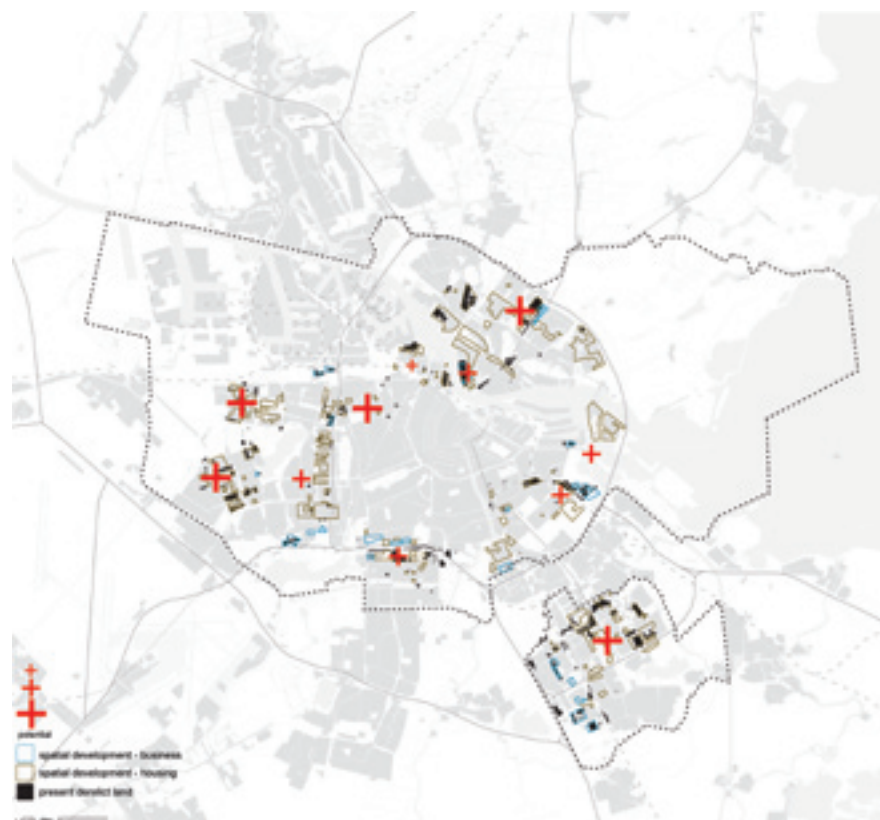 potential
spatial development - business
spatial development - housing
present derelict land